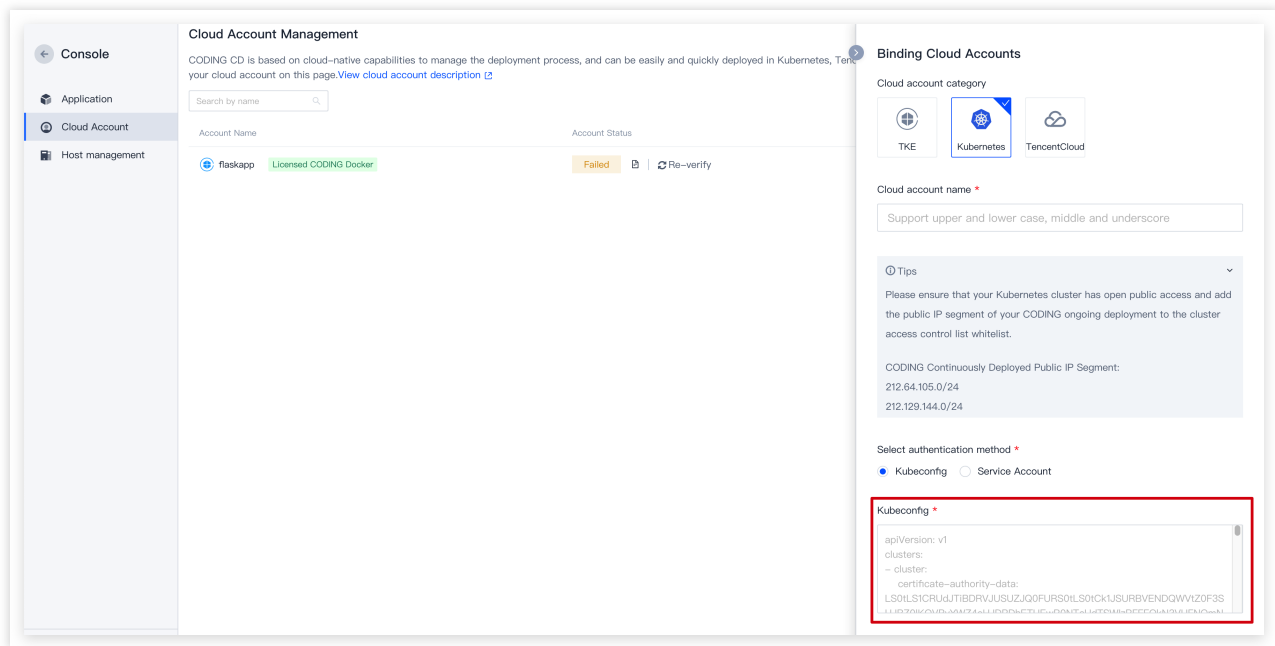 Console
Application
Cloud Account
Host management
Cloud Account Management
CODING CD is based on cloud-native capabilities to manage the deployment process, and can be easily and quickly deployed in Kubernetes,
your cloud account on this page.View cloud account description
Search by name
Account Name
Account Status
flaskapp
Licensed CODING Docker
Failed
Re-verify
Binding Cloud Accounts
Cloud account category
TKE
Kubernetes
TencentCloud
Cloud account name *
Support upper and lower case, middle and underscore
Tips
Please ensure that your Kubernetes cluster has open public access and add
the public IP segment of your CODING ongoing deployment to the cluster
access control list whitelist.
CODING Continuously Deployed Public IP Segment:
212.64.105.0/24
212.129.144.0/24
Select authentication method *
Kubeconfig
Service Account
Kubeconfig *
apiVersion: v1
clusters:
- cluster:
certificate-authority-data:
LS0tLS1CRUdJTiBDRVJUSUZJQ0FURS0tLS0tCk1JSURBVENDQWVtZ0F3S